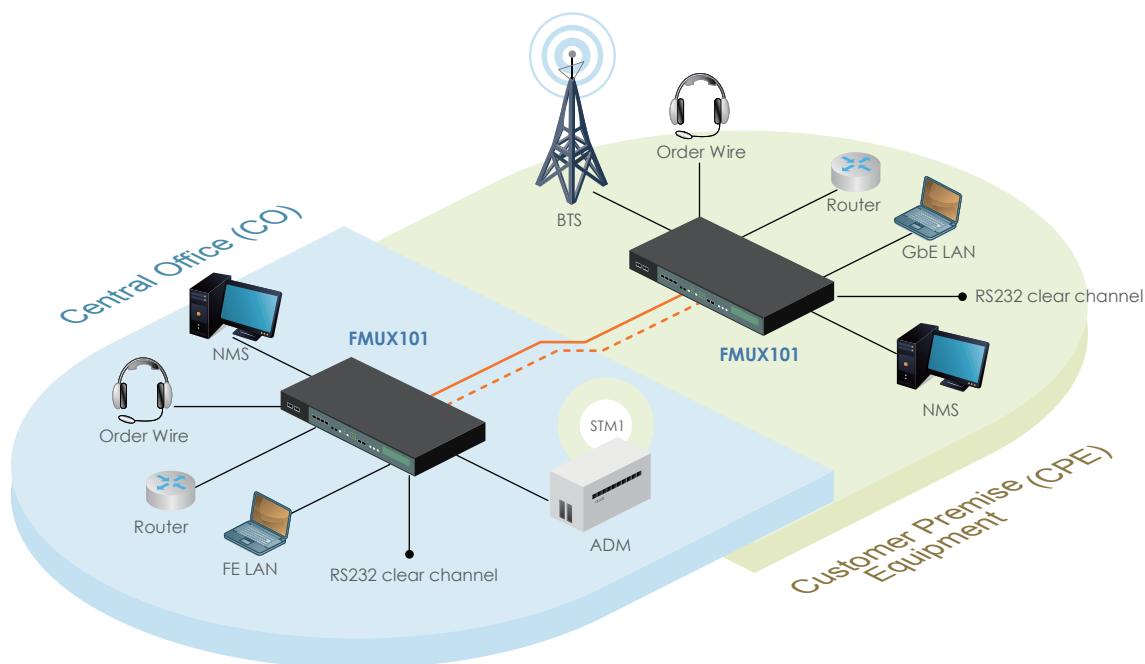 Order Wire
BTS
Router
GbE LAN
RS232 clear channel
FMUX101
NMS
Customer Premise (CPE)
Equipment
Central Office (CO)
NMS
FMUX101
Order Wire
Router
FE LAN
RS232 clear channel
STM1
ADM